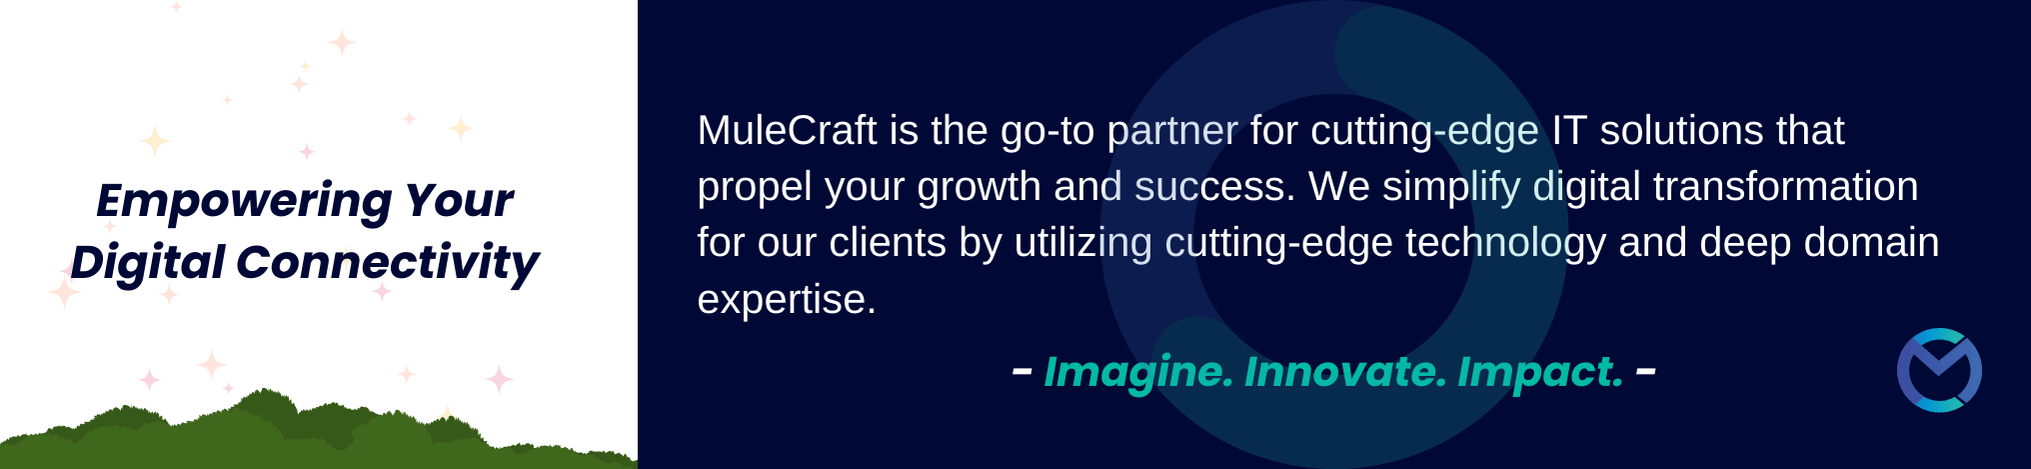 Empowering Your
Digital Connectivity
MuleCraft is the go-to partner for cutting-edge IT solutions that
propel your growth and success. We simplify digital transformation
for our clients by utilizing cutting-edge technology and deep domain
expertise.
- Imagine. Innovate. Impact. -